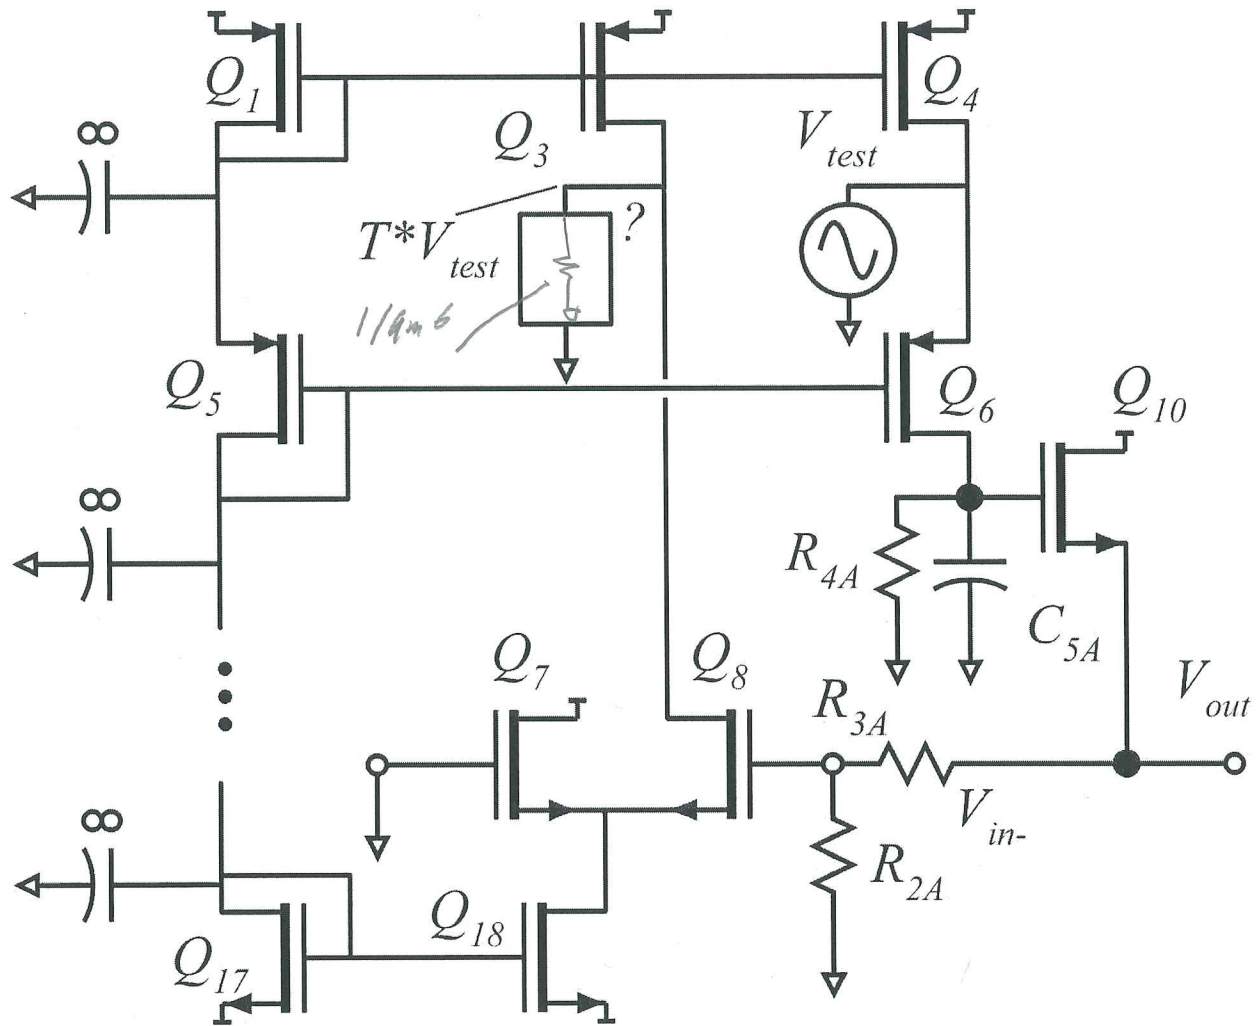 Q1
Q3
Q4
∞
Vtest
T*Vtest
?
1/gm6
Q5
Q6
Q10
∞
R4A
C5A
Q7
Q8
R3A
Vout
Vin-
∞
R2A
Q18
Q17